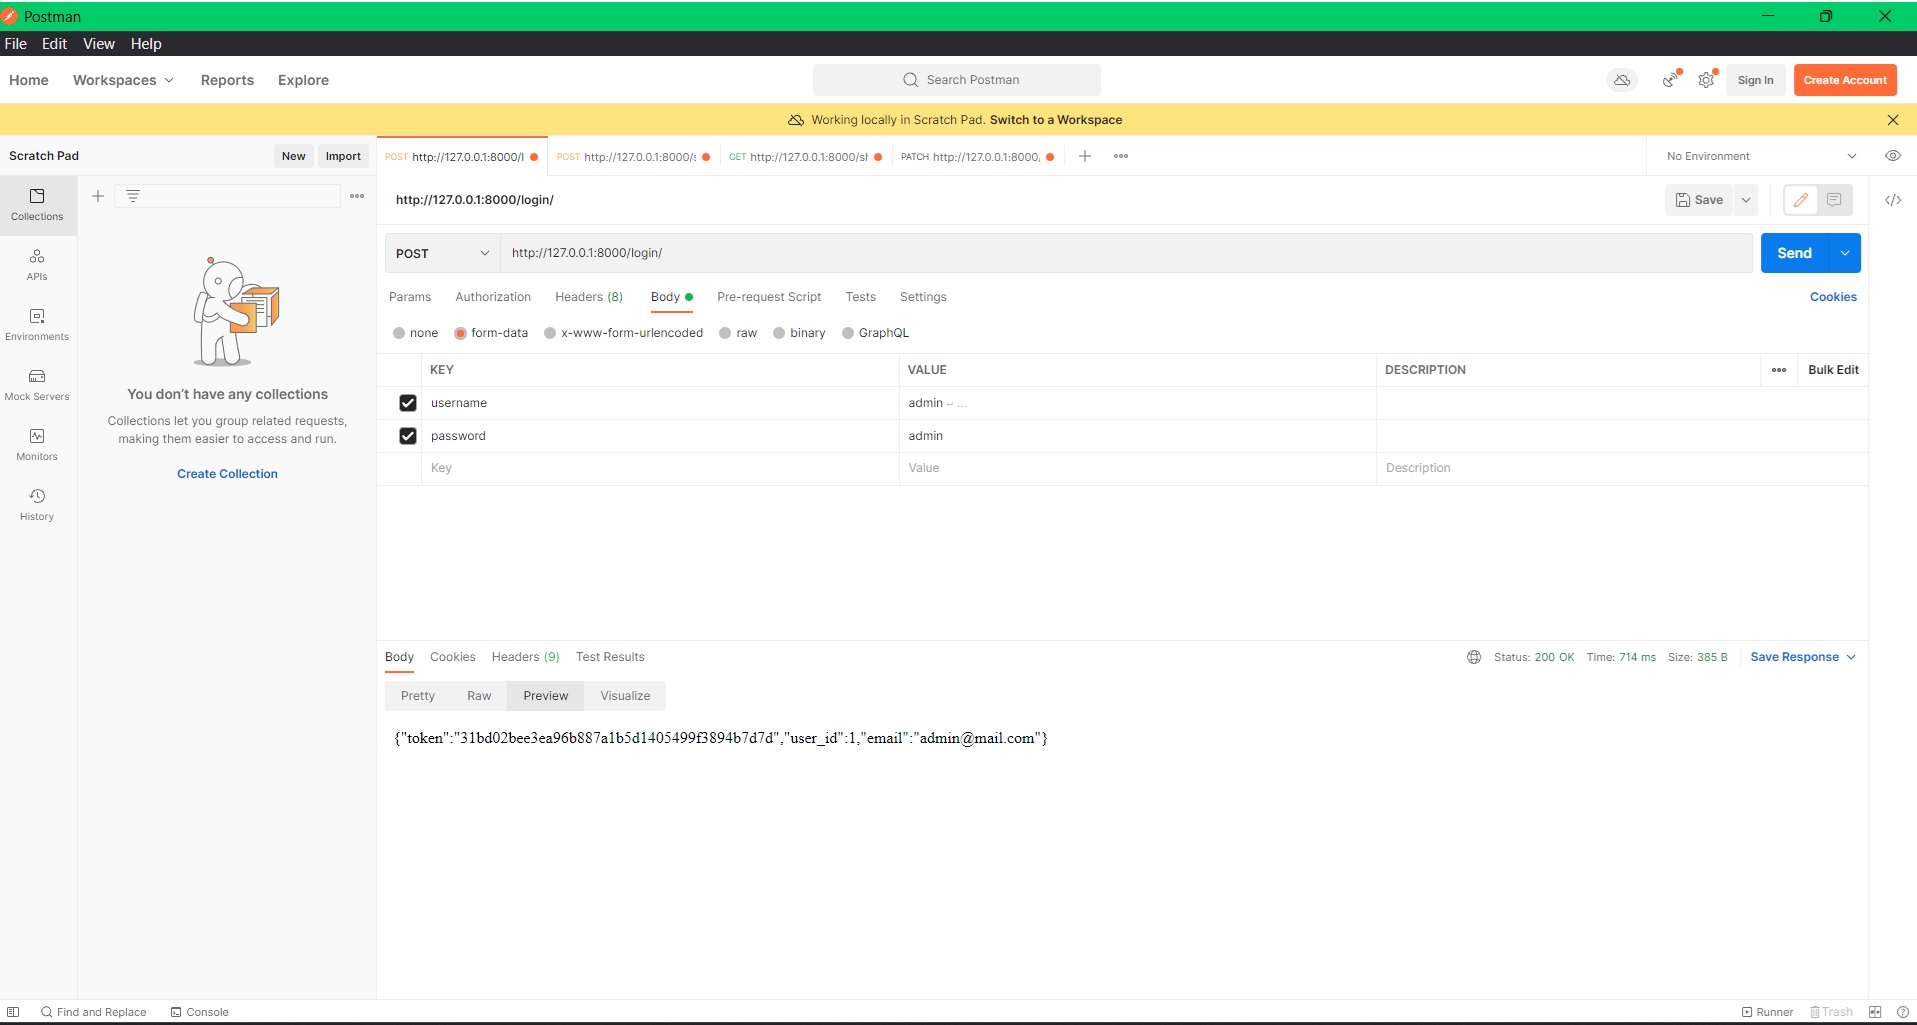 Postman
File Edit View Help
Home Workspaces Reports Explore Search Postman Sign In Create Account
Working locally in Scratch Pad. Switch to a Workspace
Scratch Pad New Import POST http://127.0.0.1:8000/l POST http://127.0.0.1:8000/s GET http://127.0.0.1:8000/sh PATCH http://127.0.0.1:8000, No Environment
Collections
http://127.0.0.1:8000/login/ Save
APIs
POST http://127.0.0.1:8000/login/ Send
Params Authorization Headers (8) Body Pre-request Script Tests Settings Cookies
Environments
none form-data x-www-form-urlencoded raw binary GraphQL
KEY VALUE DESCRIPTION Bulk Edit
Mock Servers
username admin ↵ ...
password admin
Key Value Description
You don't have any collections
Collections let you group related requests,
making them easier to access and run.
Create Collection
Monitors
History
Body Cookies Headers (9) Test Results Status: 200 OK Time: 714 ms Size: 385 B Save Response
Pretty Raw Preview Visualize
{"token":"31bd02bee3ea96b887a1b5d1405499f3894b7d7d","user_id":1,"email":"admin@mail.com"}
Find and Replace Console Runner Trash